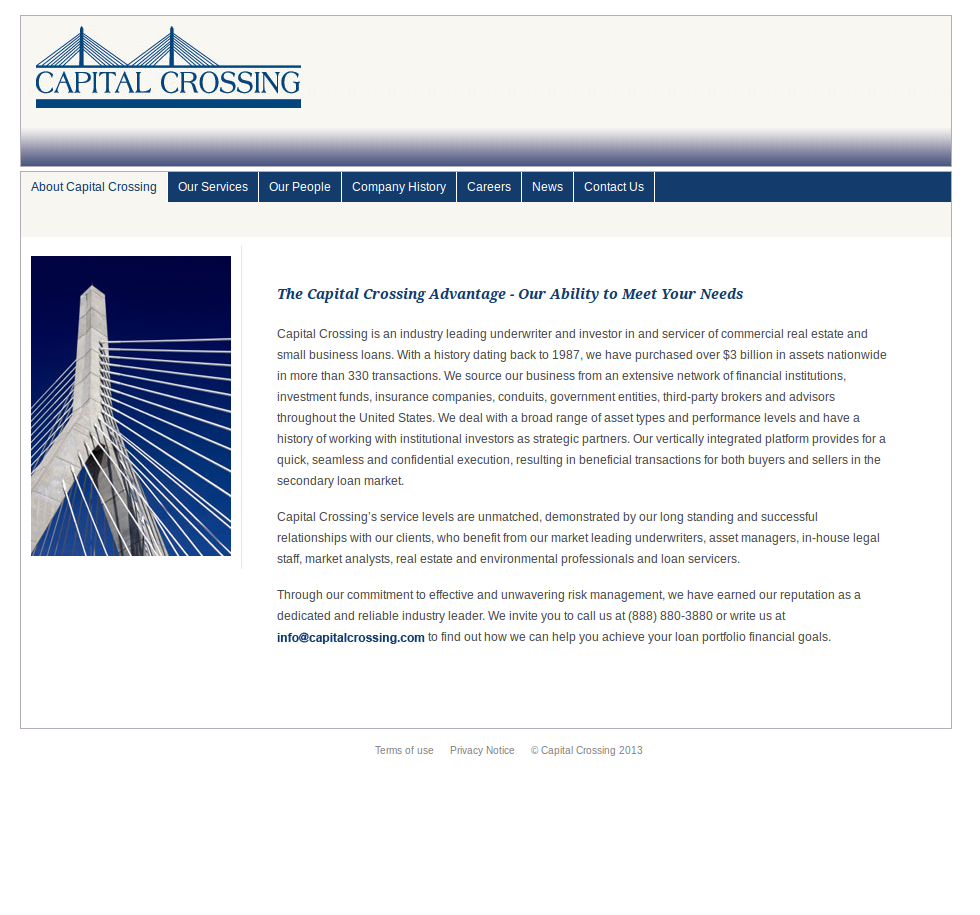 CAPITAL CROSSING
About Capital Crossing Our Services Our People Company History Careers News Contact Us
The Capital Crossing Advantage - Our Ability to Meet Your Needs
Capital Crossing is an industry leading underwriter and investor in and servicer of commercial real estate and
small business loans. With a history dating back to 1987, we have purchased over $3 billion in assets nationwide
in more than 330 transactions. We source our business from an extensive network of financial institutions,
investment funds, insurance companies, conduits, government entities, third-party brokers and advisors
throughout the United States. We deal with a broad range of asset types and performance levels and have a
history of working with institutional investors as strategic partners. Our vertically integrated platform provides for a
quick, seamless and confidential execution, resulting in beneficial transactions for both buyers and sellers in the
secondary loan market.
Capital Crossing’s service levels are unmatched, demonstrated by our long standing and successful
relationships with our clients, who benefit from our market leading underwriters, asset managers, in-house legal
staff, market analysts, real estate and environmental professionals and loan servicers.
Through our commitment to effective and unwavering risk management, we have earned our reputation as a
dedicated and reliable industry leader. We invite you to call us at (888) 880-3880 or write us at
info@capitalcrossing.com to find out how we can help you achieve your loan portfolio financial goals.
Terms of use Privacy Notice © Capital Crossing 2013